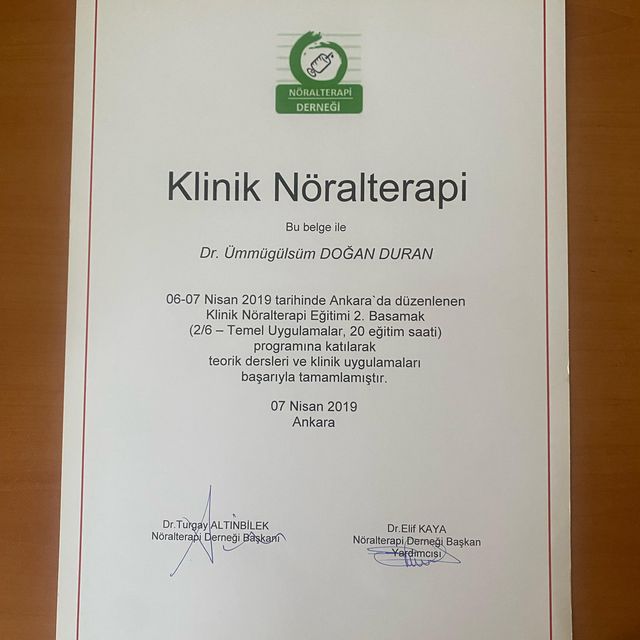 NÖRALTERAPİ
DERNEĞİ
Klinik Nöralterapi
Bu belge ile
Dr. Ümmügülsüm DOĞAN DURAN
06-07 Nisan 2019 tarihinde Ankara`da düzenlenen
Klinik Nöralterapi Eğitimi 2. Basamak
(2/6 – Temel Uygulamalar, 20 eğitim saati)
programına katılarak
teorik dersleri ve klinik uygulamaları
başarıyla tamamlamıştır.
07 Nisan 2019
Ankara
Dr.Turgay ALTINBİLEK
Nöralterapi Derneği Başkanı
Dr.Elif KAYA
Nöralterapi Derneği Başkan
Yardımcısı